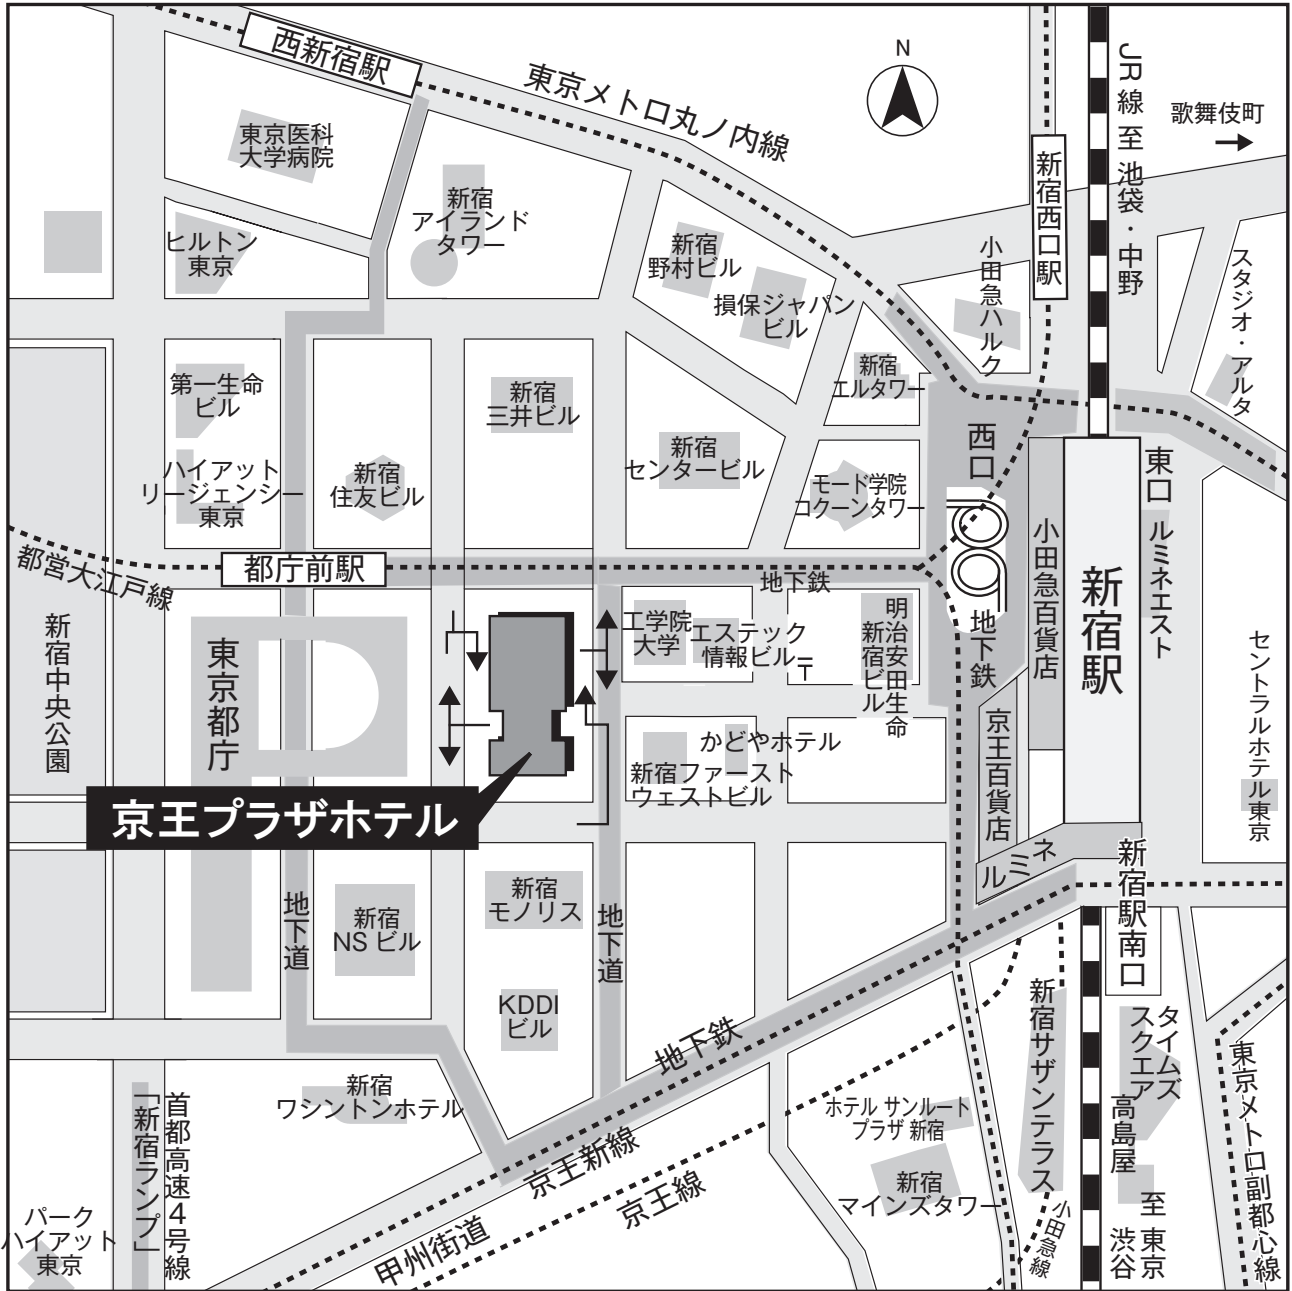 西新宿駅
東京メトロ丸ノ内線
N
JR線 至 池袋・中野
歌舞伎町
新宿西口駅
東京医科
大学病院
新宿
アイランド
タワー
ヒルトン
東京
新宿
野村ビル
損保ジャパン
ビル
小田急ハルク
スタジオ・アルタ
新宿
エルタワー
第一生命
ビル
新宿
三井ビル
新宿
センタービル
西口
東口
ハイアット
リージェンシー
東京
新宿
住友ビル
モード学院
コクーンタワー
ルミネエスト
小田急百貨店
新宿駅
都営大江戸線
都庁前駅
地下鉄
新宿中央公園
東京都庁
工学院
大学
エステック
情報ビル
〒
明治安田生命
新宿ビル
地下鉄
セントラルホテル東京
かどやホテル
新宿ファースト
ウェストビル
京王百貨店
京王プラザホテル
ルミネ
新宿駅南口
地下道
新宿
NSビル
新宿
モノリス
地下道
KDDI
ビル
地下鉄
新宿サザンテラス
タイムズ
スクエア
高島屋
東京メトロ副都心線
新宿
ワシントンホテル
首都高速4号線
「新宿ランプ」
ホテル サンルート
プラザ 新宿
新宿
マインズタワー
京王新線
京王線
甲州街道
小田急線
至 東京
渋谷
パーク
ハイアット
東京